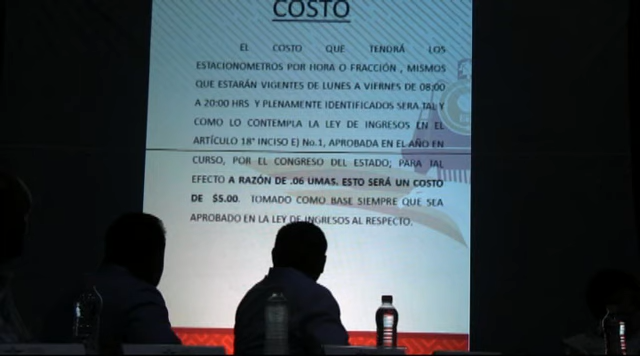 COSTO
EL COSTO QUE TENDRÁ LOS
ESTACIONOMETROS POR HORA O FRACCIÓN , MISMOS
QUE ESTARÁN VIGENTES DE LUNES A VIERNES DE 08:00
A 20:00 HRS Y PLENAMENTE IDENTIFICADOS SERA TAL Y
COMO LO CONTEMPLA LA LEY DE INGRESOS EN EL
ARTÍCULO 18° INCISO E) No.1, APROBADA EN EL AÑO EN
CURSO, POR EL CONGRESO DEL ESTADO; PARA TAL
EFECTO A RAZÓN DE .06 UMAS. ESTO SERÁ UN COSTO
DE $5.00. TOMADO COMO BASE SIEMPRE QUE SEA
APROBADO EN LA LEY DE INGRESOS AL RESPECTO.